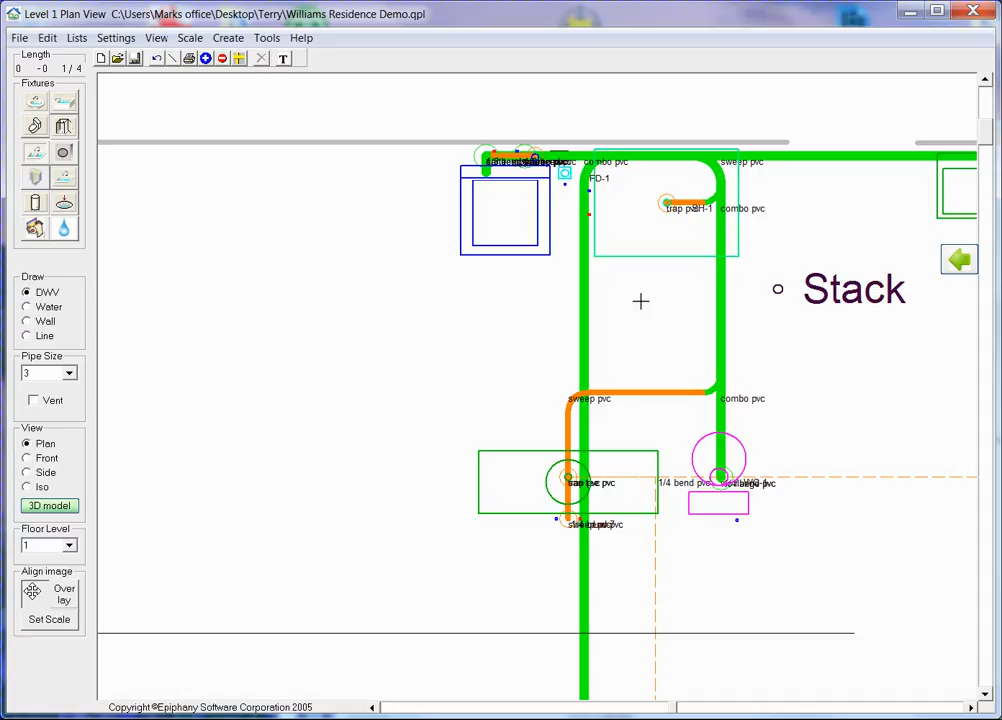 Level 1 Plan View C:\Users\Marks office\Desktop\Terry\Williams Residence Demo.qpl
File Edit Lists Settings View Scale Create Tools Help
Length
0 -0 1/ 4
T
Fixtures
Draw
DWV
Water
Wall
Line
Pipe Size
3
Vent
View
Plan
Front
Side
Iso
3D model
Floor Level
1
Align image
Over
lay
Set Scale
combo pvc
sweep pvc
FD-1
trap pvc
SH-1
combo pvc
Stack
sweep pvc
combo pvc
1/4 bend pvc
Copyright©Epiphany Software Corporation 2005